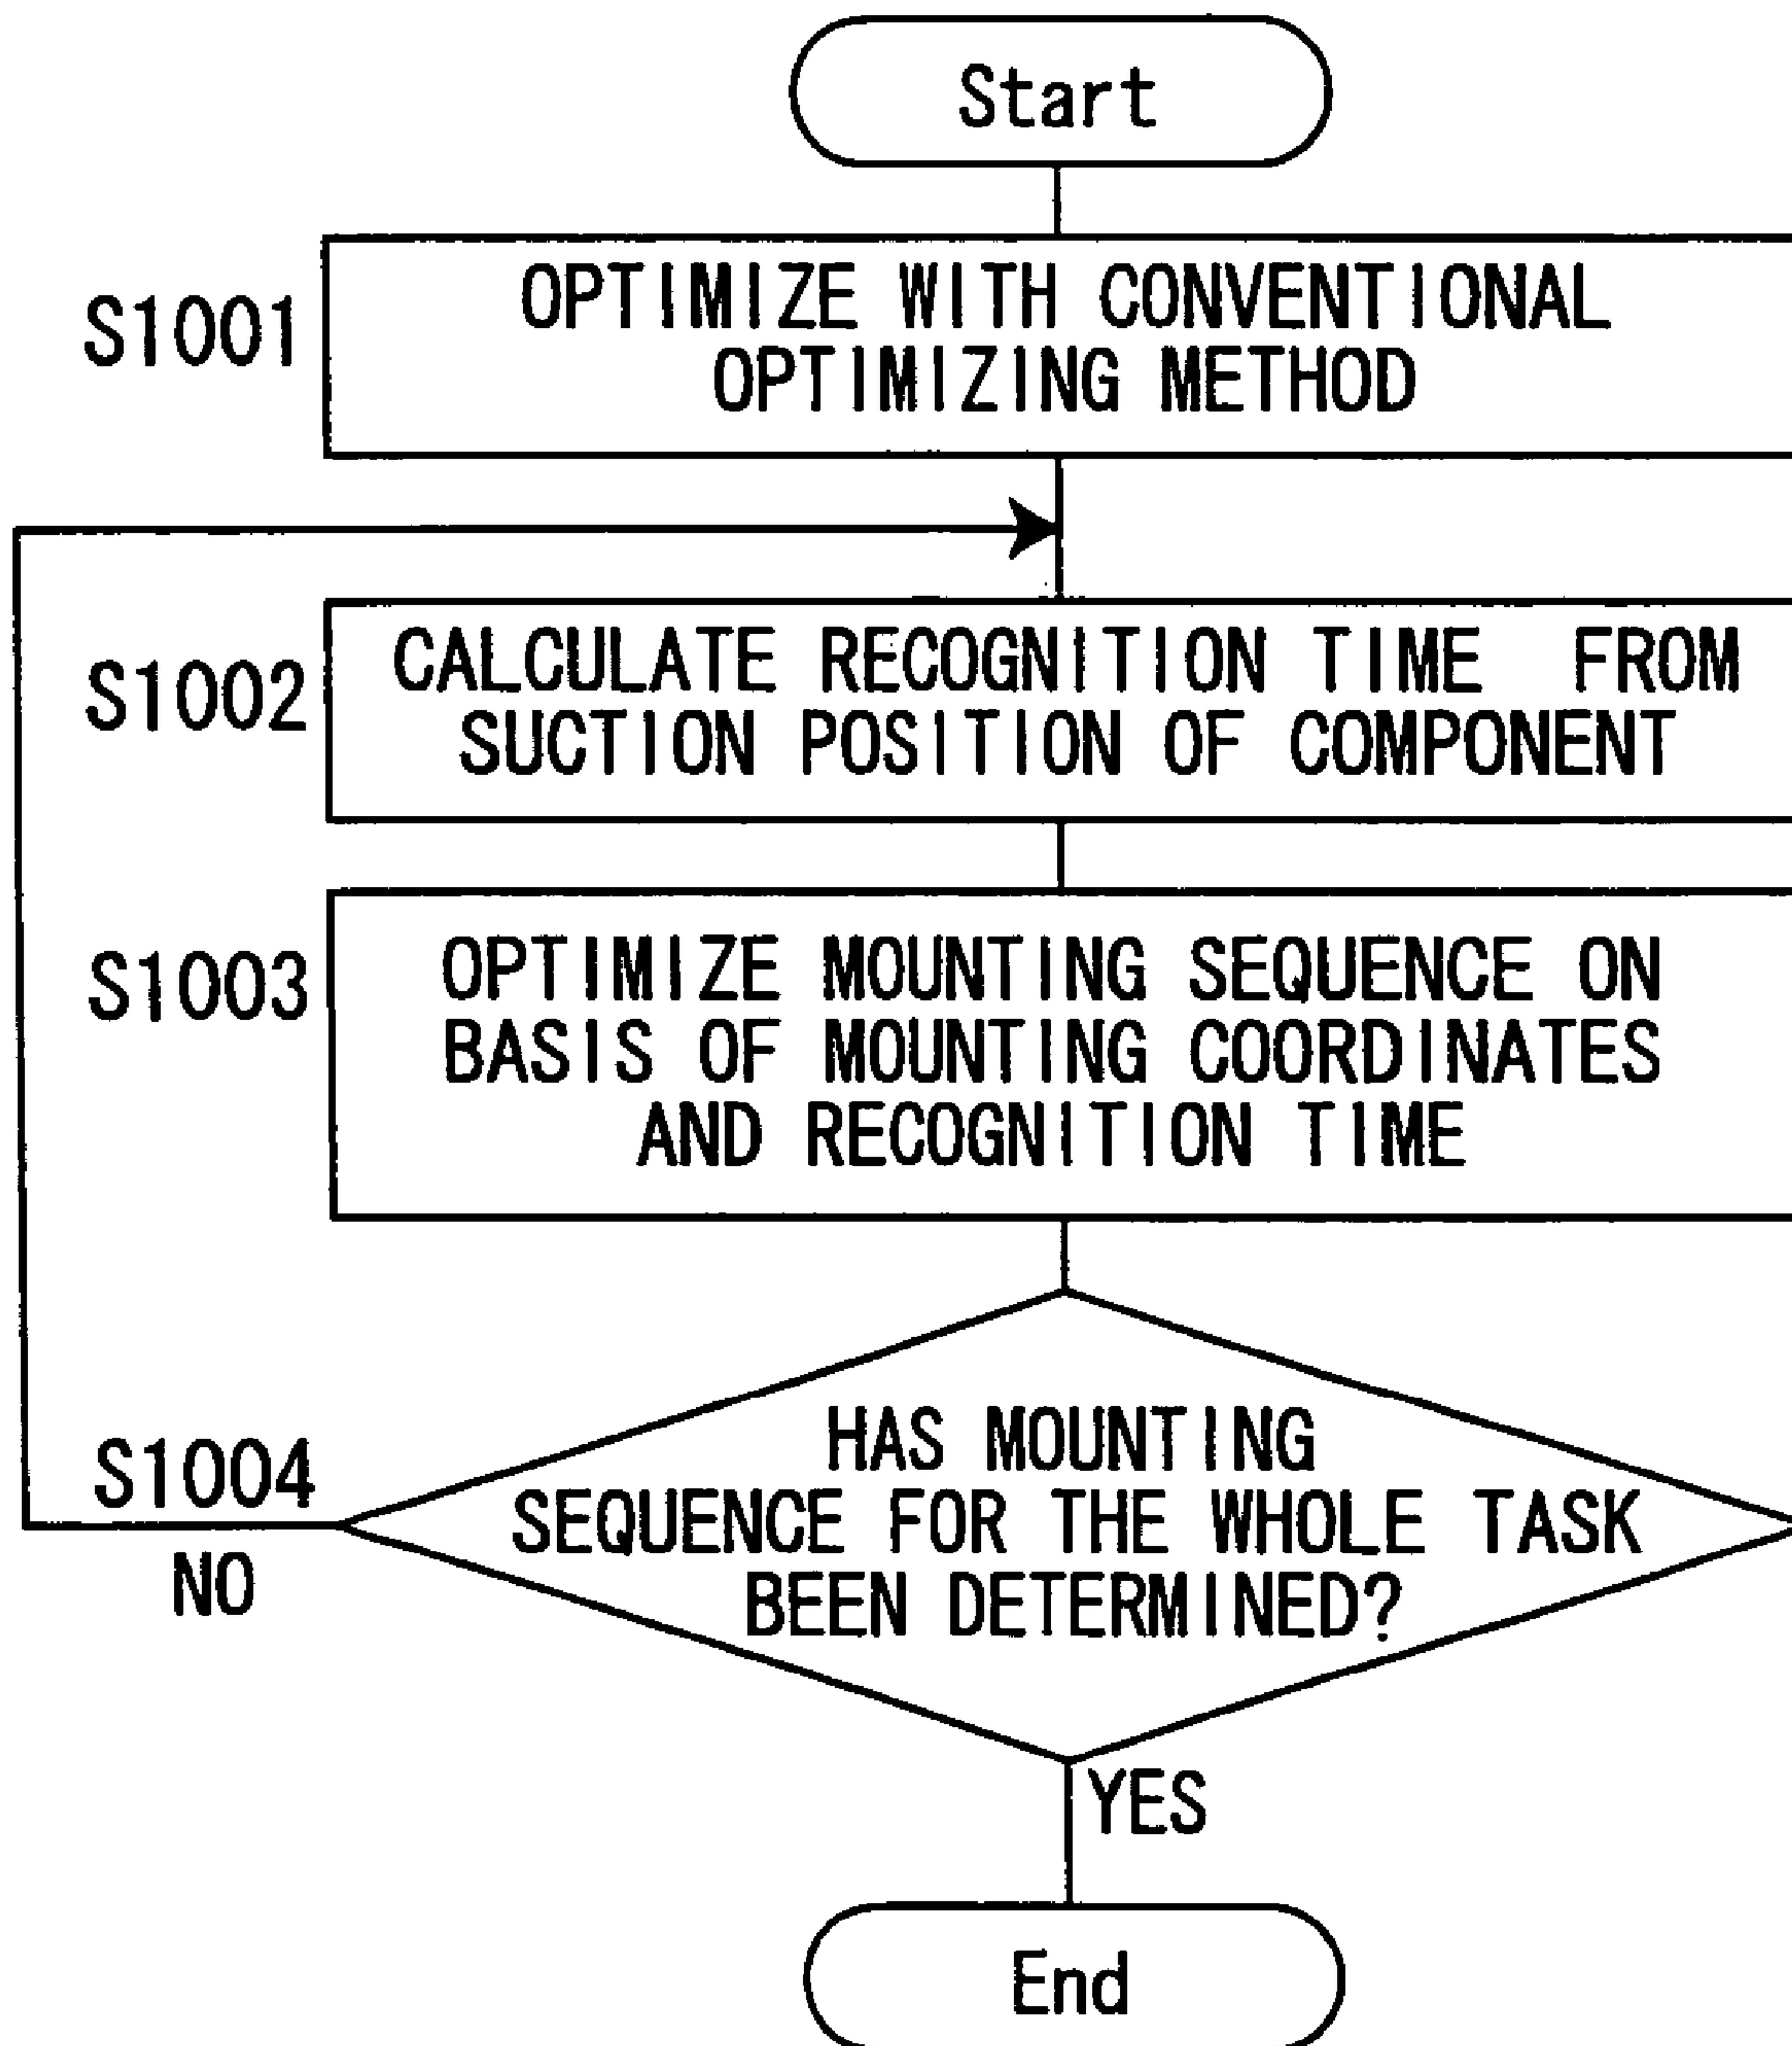 Start
S1001
OPTIMIZE WITH CONVENTIONAL
OPTIMIZING METHOD
S1002
CALCULATE RECOGNITION TIME FROM
SUCTION POSITION OF COMPONENT
S1003
OPTIMIZE MOUNTING SEQUENCE ON
BASIS OF MOUNTING COORDINATES
AND RECOGNITION TIME
S1004
HAS MOUNTING
SEQUENCE FOR THE WHOLE TASK
BEEN DETERMINED?
NO
YES
End